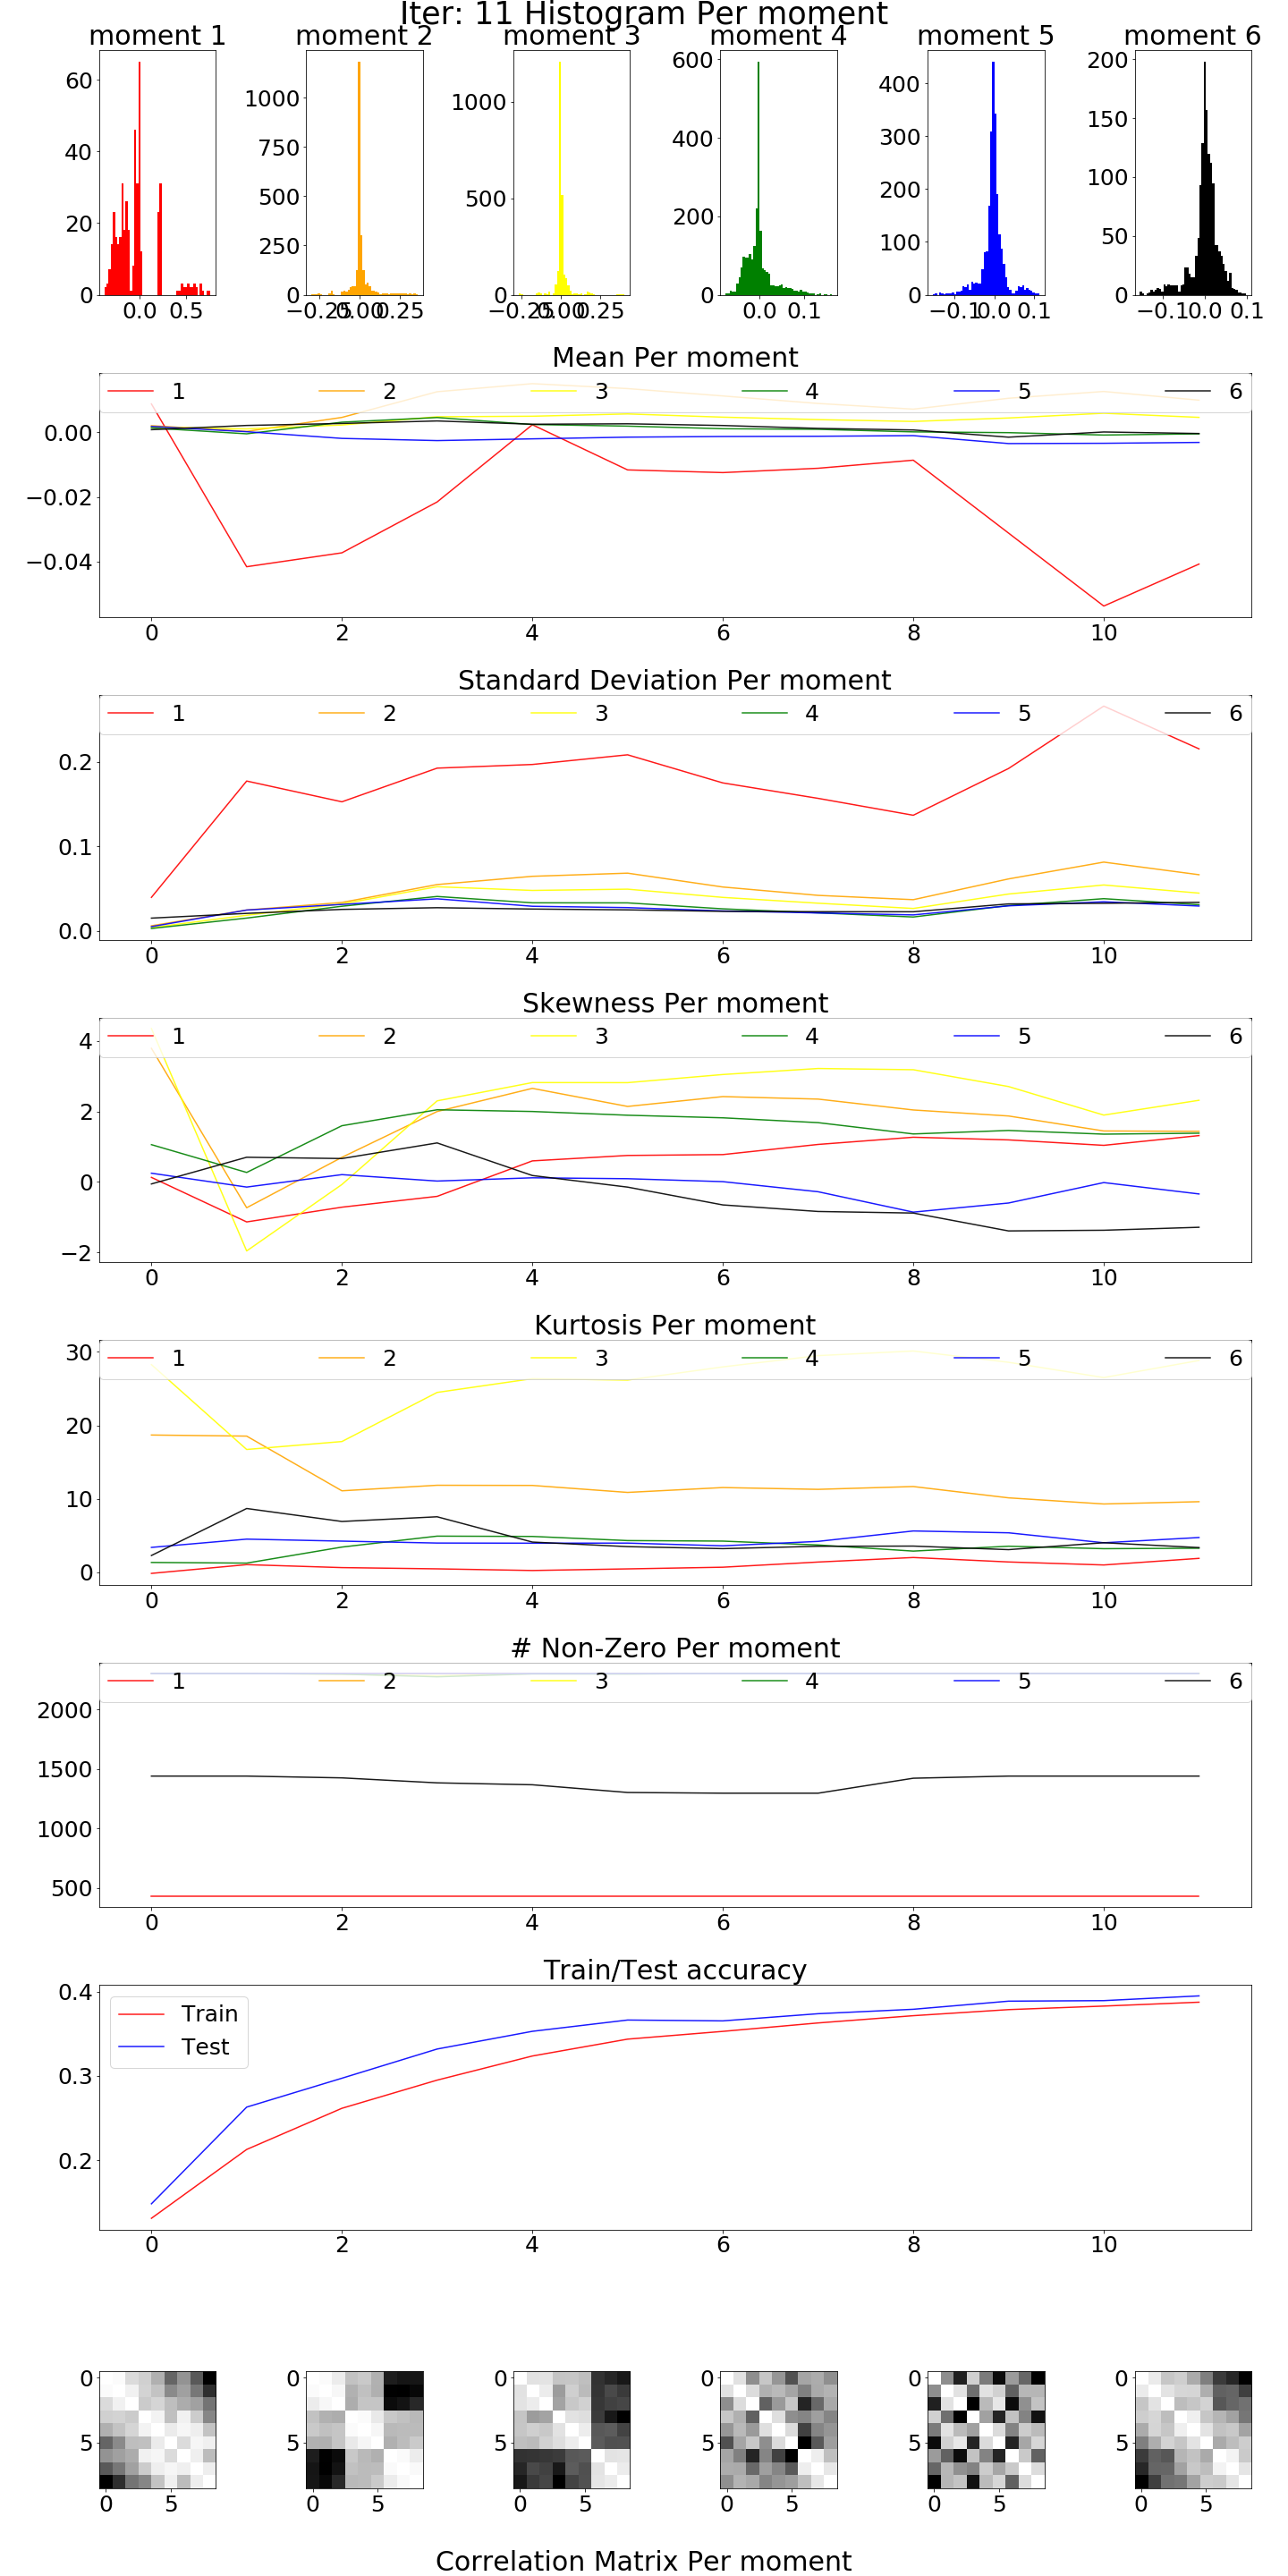 Iter: 11 Histogram Per moment
moment 1 moment 2 moment 3 moment 4 moment 5 moment 6
60 40 20 0
0.0 0.5
1000 750 500 250 0
−0.25 0.00 0.25
1000 500 0
−0.25 0.00 0.25
600 400 200 0
0.0 0.1
400 300 200 100 0
−0.1 0.0 0.1
200 150 100 50 0
−0.1 0.0 0.1
Mean Per moment
1 2 3 4 5 6
0.00
−0.02
−0.04
0 2 4 6 8 10
Standard Deviation Per moment
1 2 3 4 5 6
0.2
0.1
0.0
0 2 4 6 8 10
Skewness Per moment
1 2 3 4 5 6
4
2
0
−2
0 2 4 6 8 10
Kurtosis Per moment
1 2 3 4 5 6
30
20
10
0
0 2 4 6 8 10
# Non-Zero Per moment
1 2 3 4 5 6
2000
1500
1000
500
0 2 4 6 8 10
Train/Test accuracy
Train
Test
0.4
0.3
0.2
0 2 4 6 8 10
0 0 0 0 0 0
5 5 5 5 5 5
0 5 0 5 0 5 0 5 0 5 0 5
Correlation Matrix Per moment